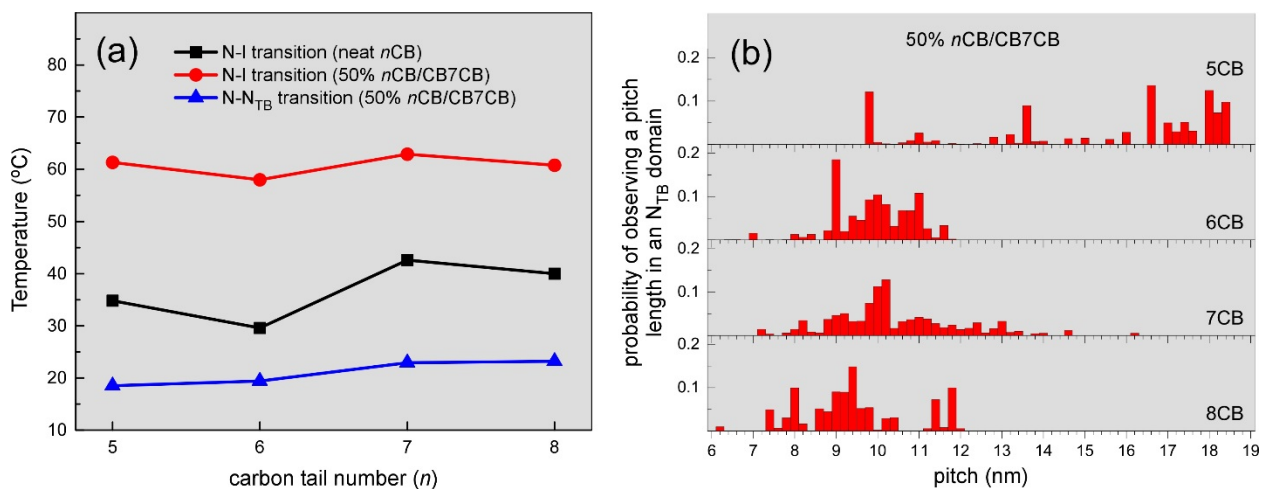 (a)
N-I transition (neat nCB)
N-I transition (50% nCB/CB7CB)
N-NTB transition (50% nCB/CB7CB)
Temperature (ºC)
80
70
60
50
40
30
20
10
5
6
7
8
carbon tail number (n)
(b)
50% nCB/CB7CB
probability of observing a pitch
length in an NTB domain
0.2
0.1
5CB
0.2
0.1
6CB
0.2
0.1
7CB
0.2
0.1
8CB
6 7 8 9 10 11 12 13 14 15 16 17 18 19
pitch (nm)